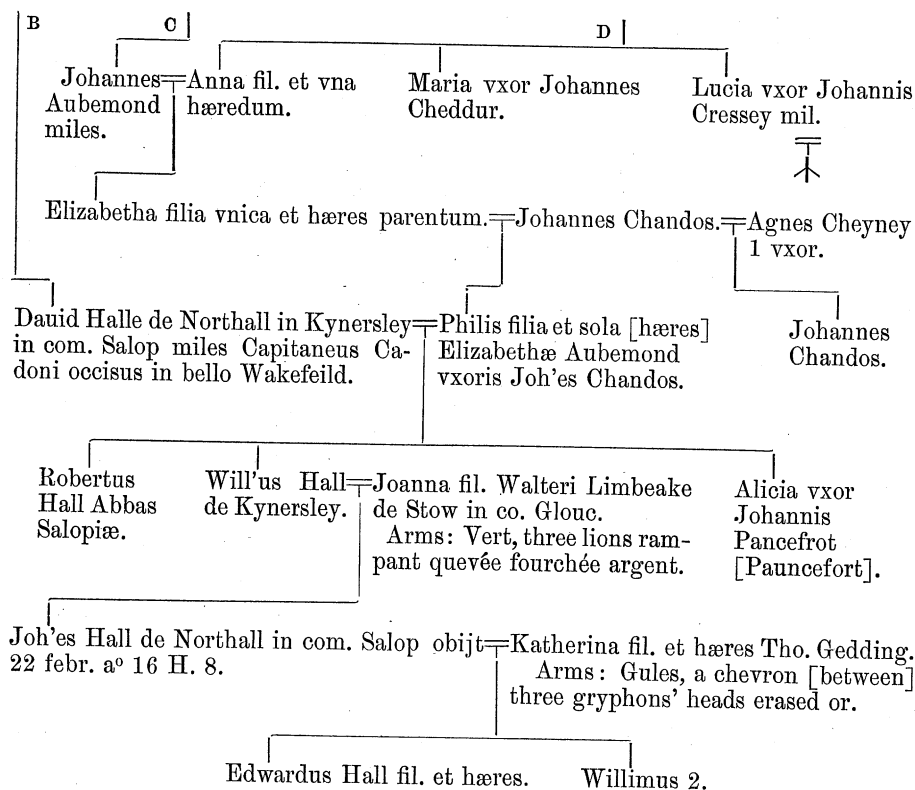 B
C
D
Johannes
Aubemond
miles.
Anna fil. et vna
hæredum.
Maria vxor Johannes
Cheddur.
Lucia vxor Johannis
Cressey mil.
Elizabetha filia vnica et hæres parentum.
Johannes Chandos.
Agnes Cheyney
1 vxor.
Dauid Halle de Northall in Kynersley
in com. Salop miles Capitaneus Ca-
doni occisus in bello Wakefeild.
Philis filia et sola [hæres]
Elizabethæ Aubemond
vxoris Joh'es Chandos.
Johannes
Chandos.
Robertus
Hall Abbas
Salopiæ.
Will'us Hall
de Kynersley.
Joanna fil. Walteri Limbeake
de Stow in co. Glouc.
Arms: Vert, three lions ram-
pant quevée fourchée argent.
Alicia vxor
Johannis
Pancefrot
[Pauncefort].
Joh'es Hall de Northall in com. Salop obijt
22 febr. aº 16 H. 8.
Katherina fil. et hæres Tho. Gedding.
Arms: Gules, a chevron [between]
three gryphons' heads erased or.
Edwardus Hall fil. et hæres.
Willimus 2.